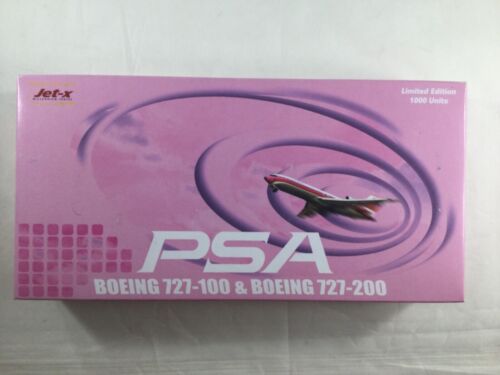 Jet-x
Limited Edition
1000 Units
PSA
BOEING 727-100 & BOEING 727-200